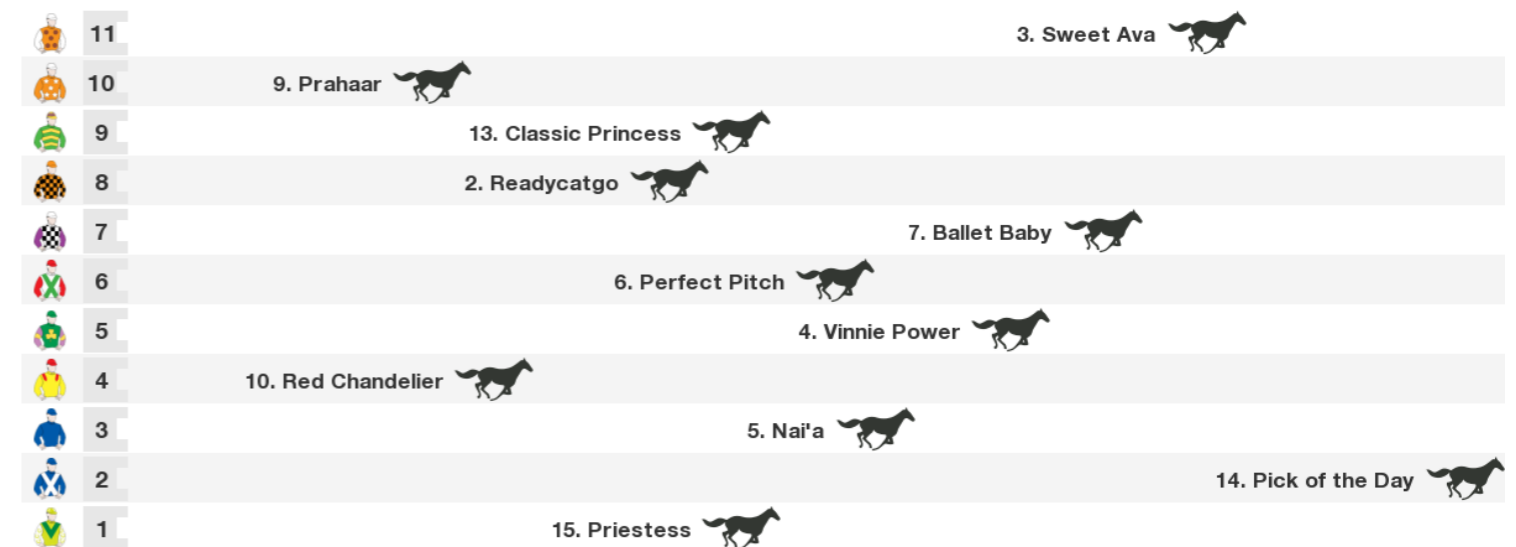 11 3. Sweet Ava
10 9. Prahaar
9 13. Classic Princess
8 2. Readycatgo
7 7. Ballet Baby
6 6. Perfect Pitch
5 4. Vinnie Power
4 10. Red Chandelier
3 5. Nai'a
2 14. Pick of the Day
1 15. Priestess